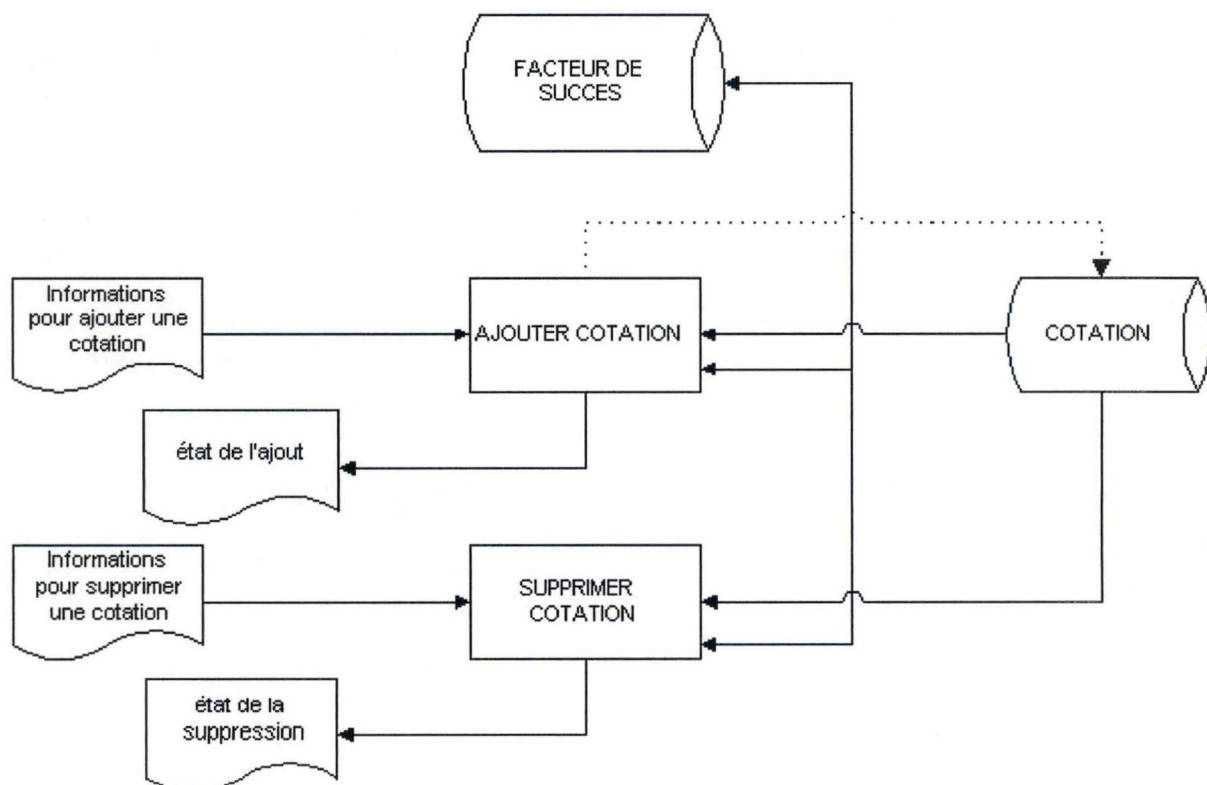 FACTEUR DE
SUCCES
Informations
pour ajouter une
cotation
AJOUTER COTATION
COTATION
état de l'ajout
Informations
pour supprimer
une cotation
SUPPRIMER
COTATION
état de la
suppression